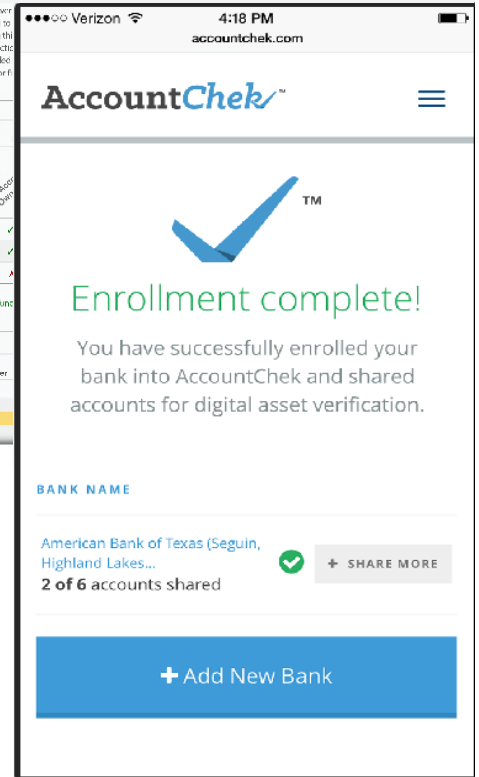 ●●●○○ Verizon 4:18 PM
accountchek.com
AccountChek™
TM
Enrollment complete!
You have successfully enrolled your
bank into AccountChek and shared
accounts for digital asset verification.
BANK NAME
American Bank of Texas (Seguin,
Highland Lakes...
2 of 6 accounts shared
+ SHARE MORE
+ Add New Bank